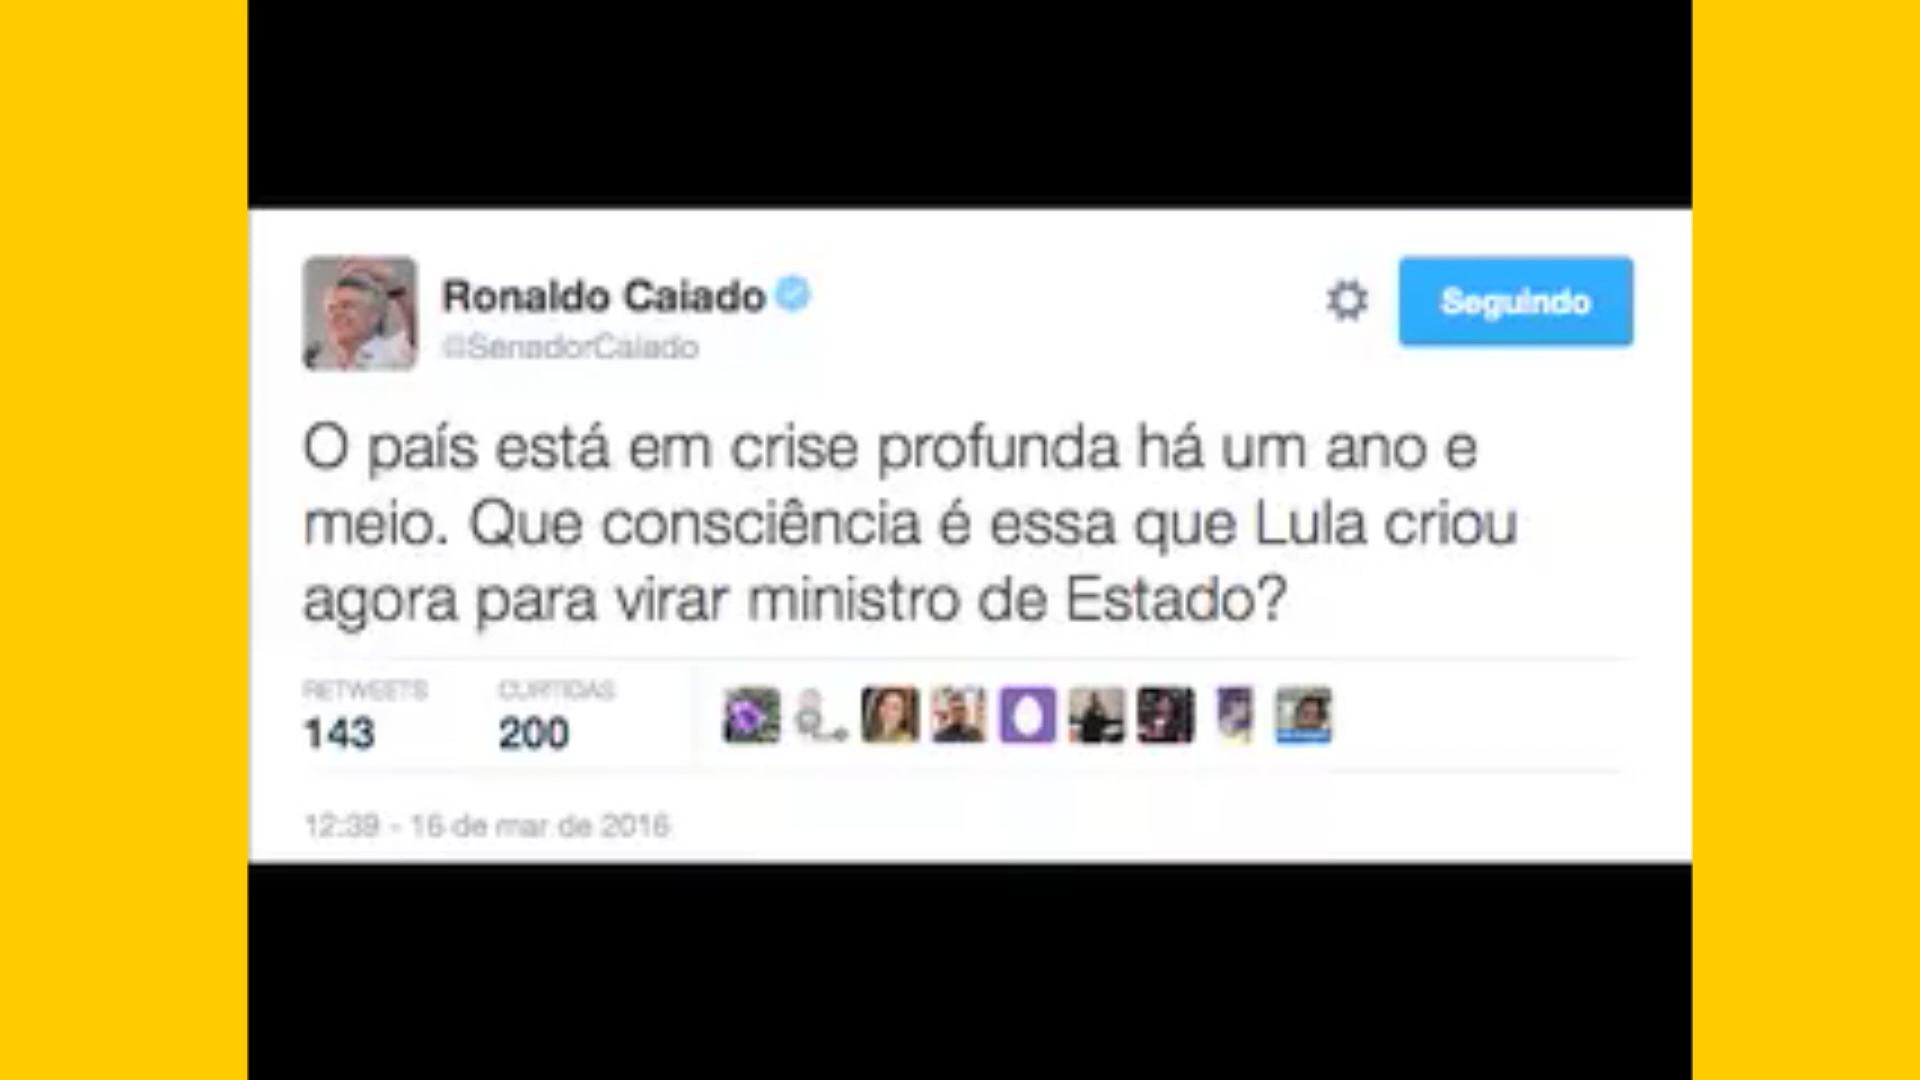 Ronaldo Caiado
@SenadorCaiado
Seguindo
O país está em crise profunda há um ano e
meio. Que consciência é essa que Lula criou
agora para virar ministro de Estado?
RETWEETS
143
CURTIDAS
200
12:39 - 16 de mar de 2016